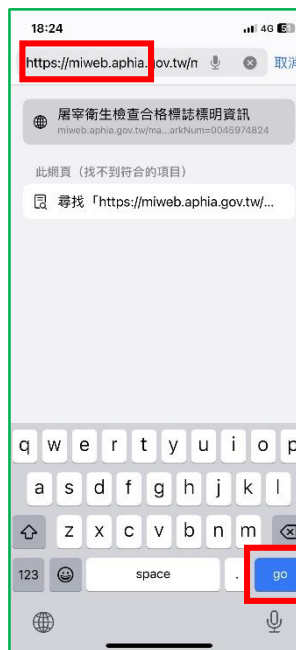 18:24 4G 51
https://miweb.aphia.gov.tw/n 取消
屠宰衛生檢查合格標誌標明資訊
miweb.aphia.gov.tw/ma...arkNum=0045974824
此網頁（找不到符合的項目）
尋找「https://miweb.aphia.gov.tw/...
q w e r t y u i o p
a s d f g h j k l
z x c v b n m
123 space . go